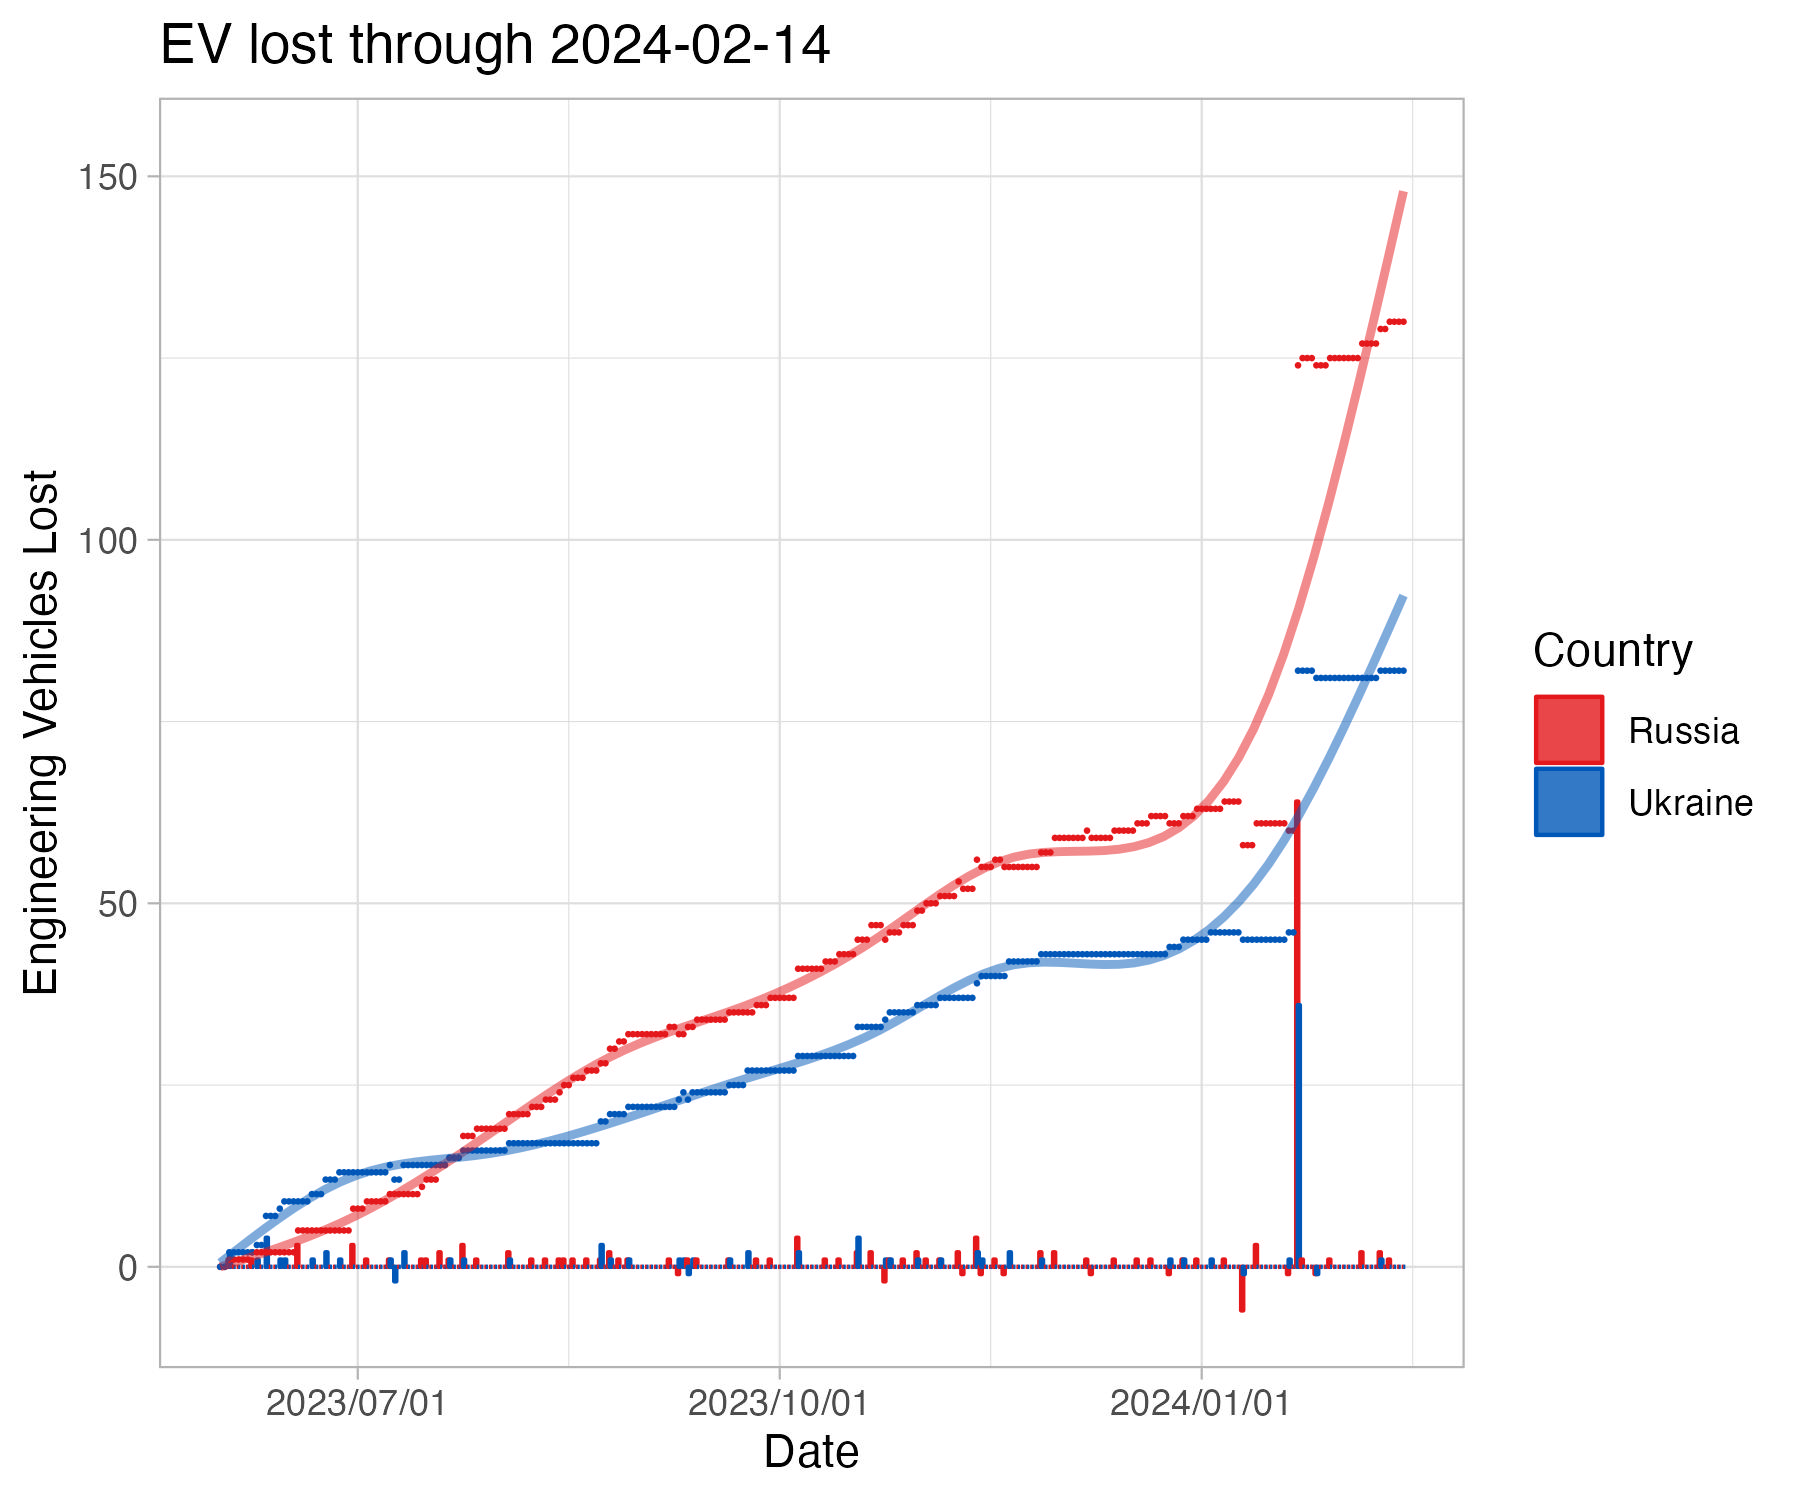 EV lost through 2024-02-14
Engineering Vehicles Lost
150
100
50
0
2023/07/01
2023/10/01
2024/01/01
Date
Country
Russia
Ukraine